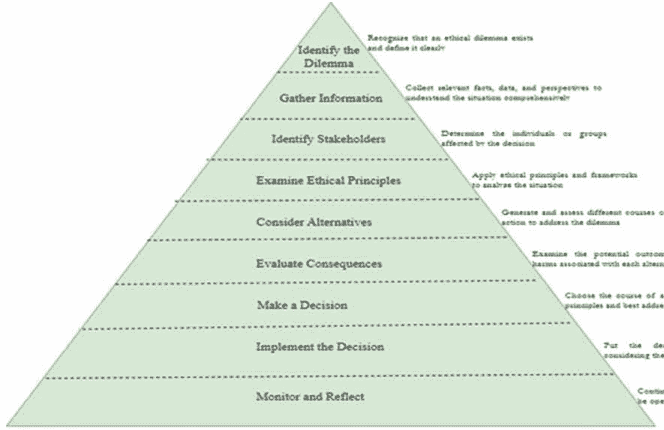 Identify the
Dilemma
Recognize that an ethical dilemma exists
and define it clearly
Gather Information
Collect relevant facts, data, and perspectives to
understand the situation comprehensively
Identify Stakeholders
Determine the individuals or groups
affected by the decision
Examine Ethical Principles
Apply ethical principles and frameworks
to analyze the situation
Consider Alternatives
Generate and assess different courses o
action to address the dilemma
Evaluate Consequences
Examine the potential outcom
harms associated with each altern
Make a Decision
Choose the course of a
principles and best addre
Implement the Decision
Put the de
considering the
Monitor and Reflect
Contin
be ope